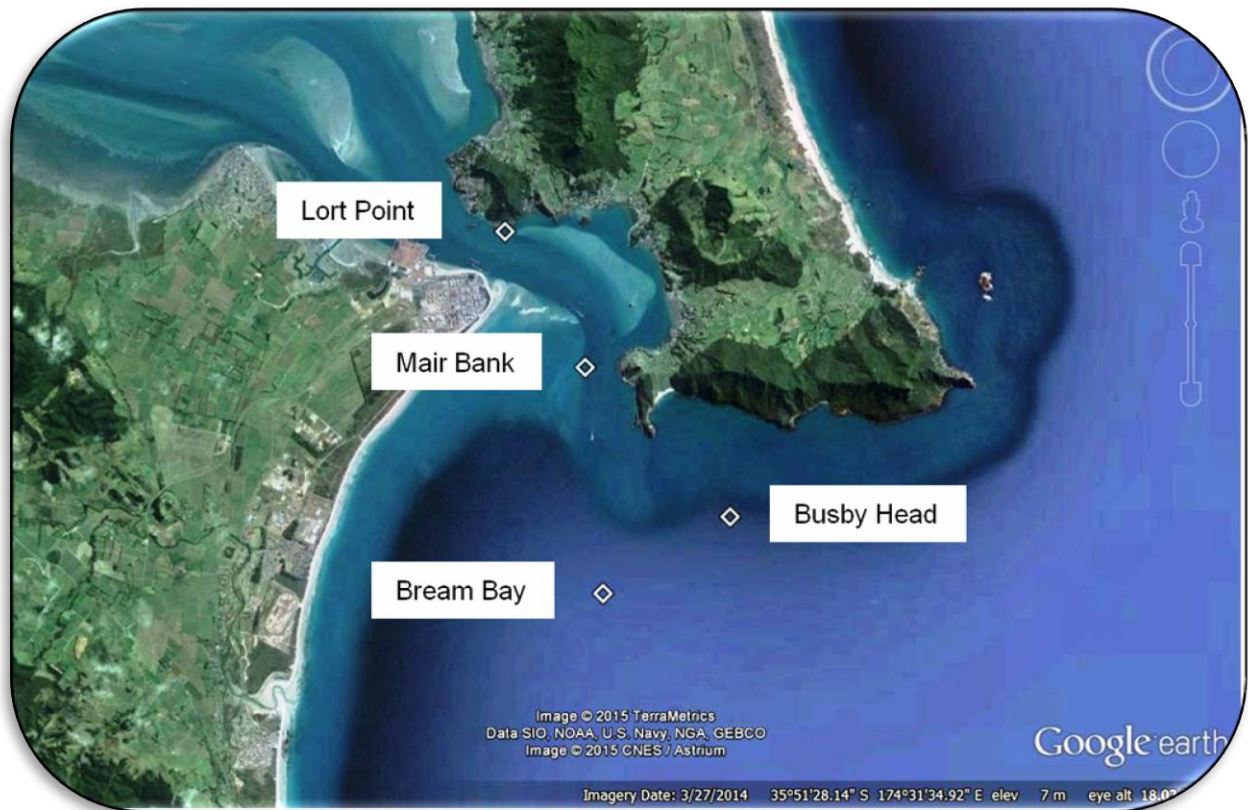 Lort Point
Mair Bank
Busby Head
Bream Bay
Image © 2015 TerraMetrics
Data SIO, NOAA, U.S. Navy, NGA, GEBCO
Image © 2015 CNES / Astrium
Google earth
Imagery Date: 3/27/2014 35°51'28.14" S 174°31'34.92" E elev 7 m eye alt